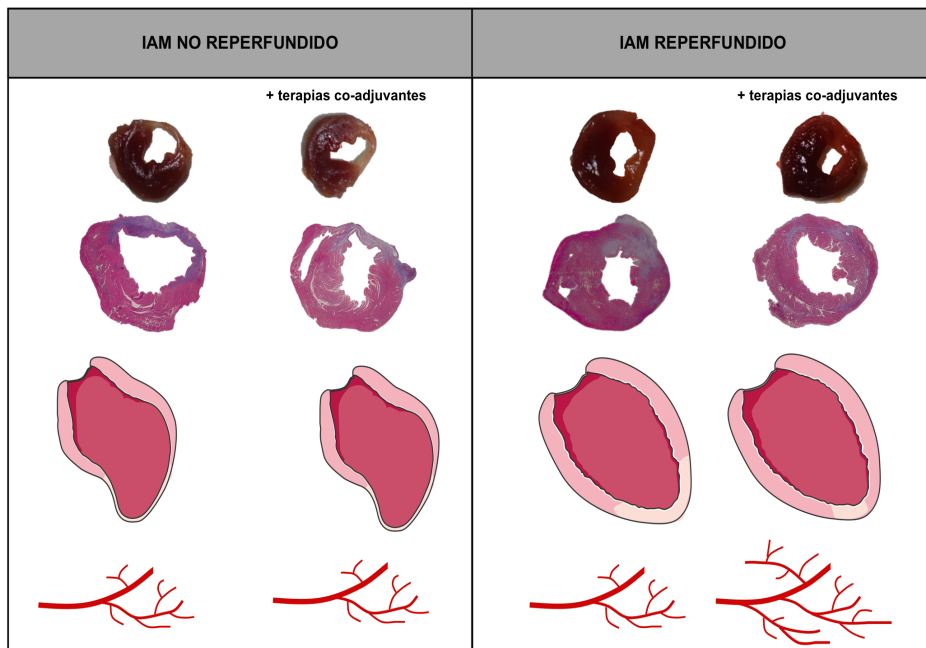 IAM NO REPERFUNDIDO
IAM REPERFUNDIDO
+ terapias co-adjuvantes
+ terapias co-adjuvantes